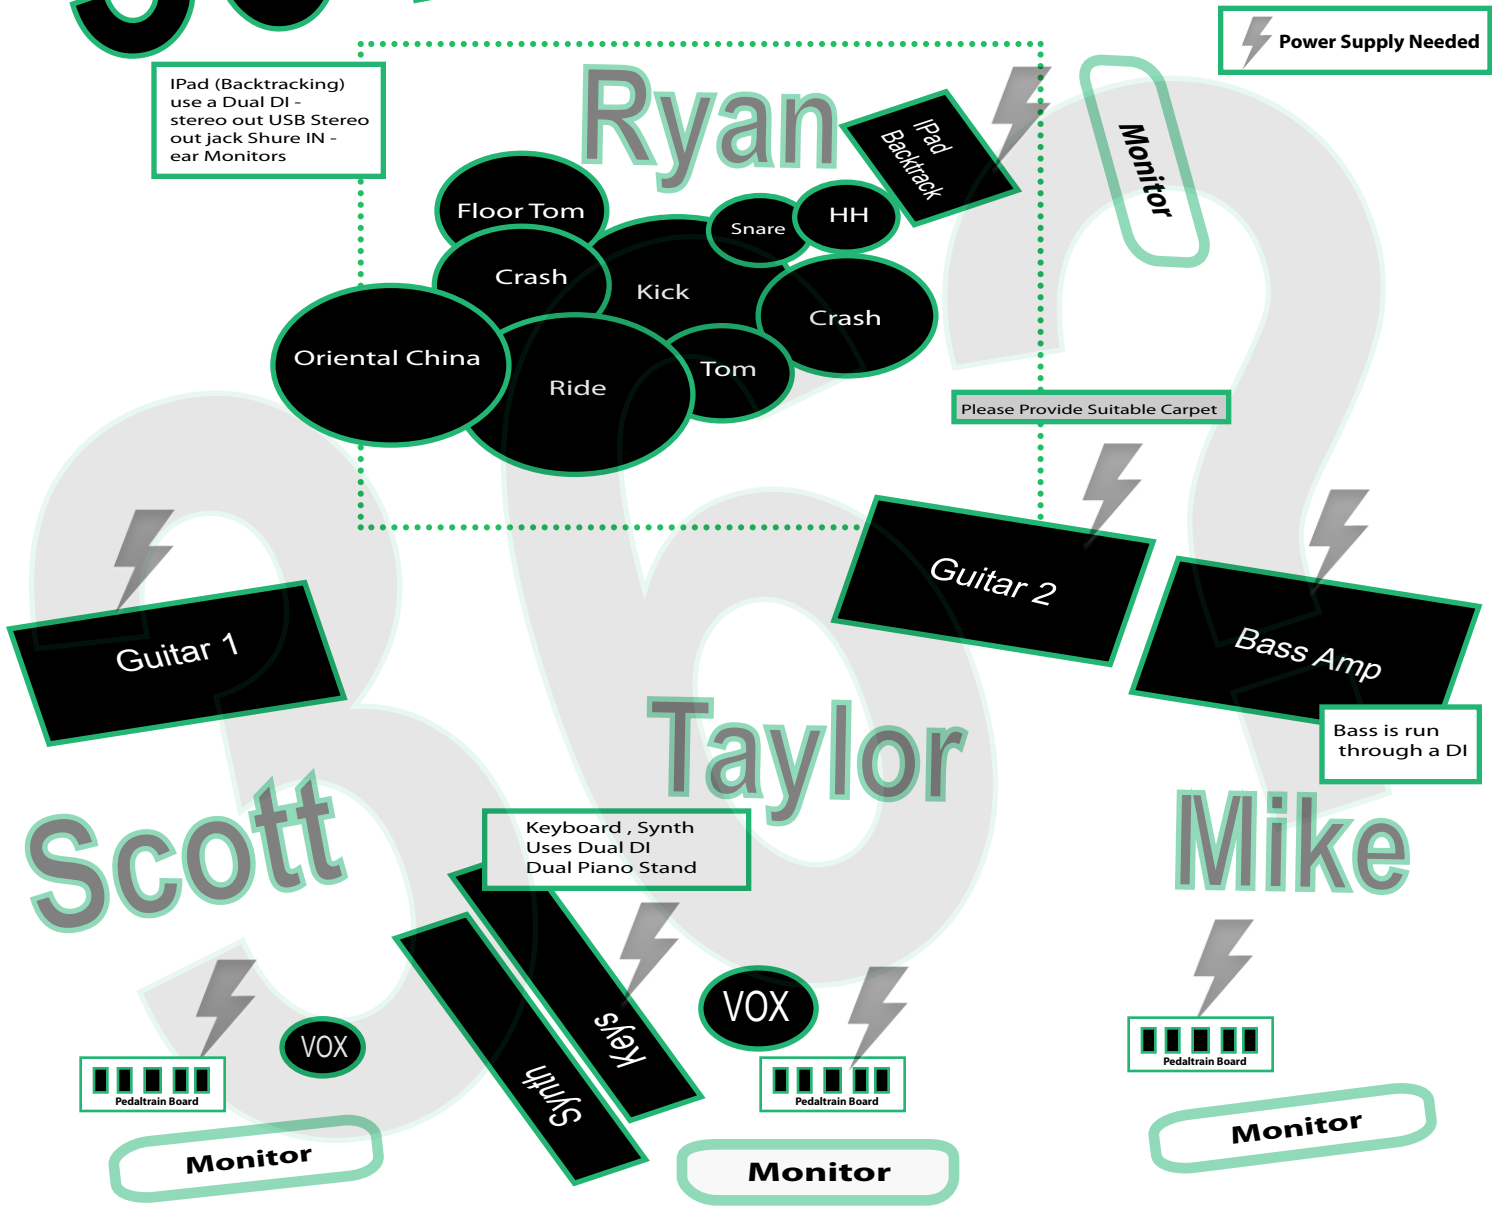 Power Supply Needed
IPad (Backtracking)
use a Dual DI -
stereo out USB Stereo
out jack Shure IN -
ear Monitors
Ryan
IPad
Backtrack
Monitor
Floor Tom
Snare
HH
Crash
Kick
Crash
Oriental China
Ride
Tom
Please Provide Suitable Carpet
Guitar 1
Guitar 2
Bass Amp
Bass is run
through a DI
Scott
Taylor
Mike
Keyboard , Synth
Uses Dual DI
Dual Piano Stand
Keys
Synth
VOX
VOX
Pedaltrain Board
Pedaltrain Board
Pedaltrain Board
Monitor
Monitor
Monitor
36?